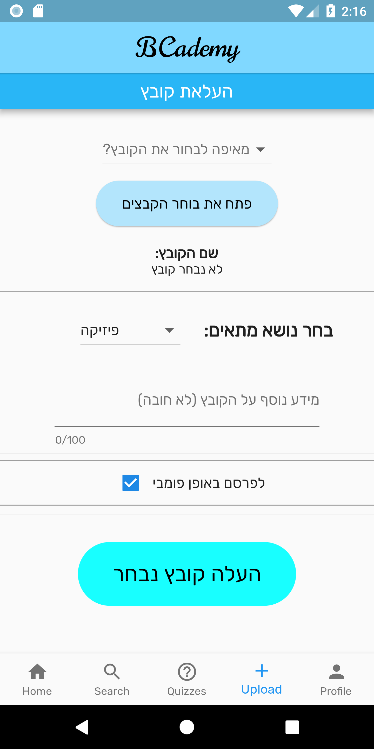 2:16
BCademy
העלאת קובץ
מאיפה לבחור את הקובץ?
פתח את בוחר הקבצים
שם הקובץ:
לא נבחר קובץ
בחר נושא מתאים:
פיזיקה
מידע נוסף על הקובץ (לא חובה)
0/100
לפרסם באופן פומבי
העלה קובץ נבחר
Home
Search
Quizzes
Upload
Profile